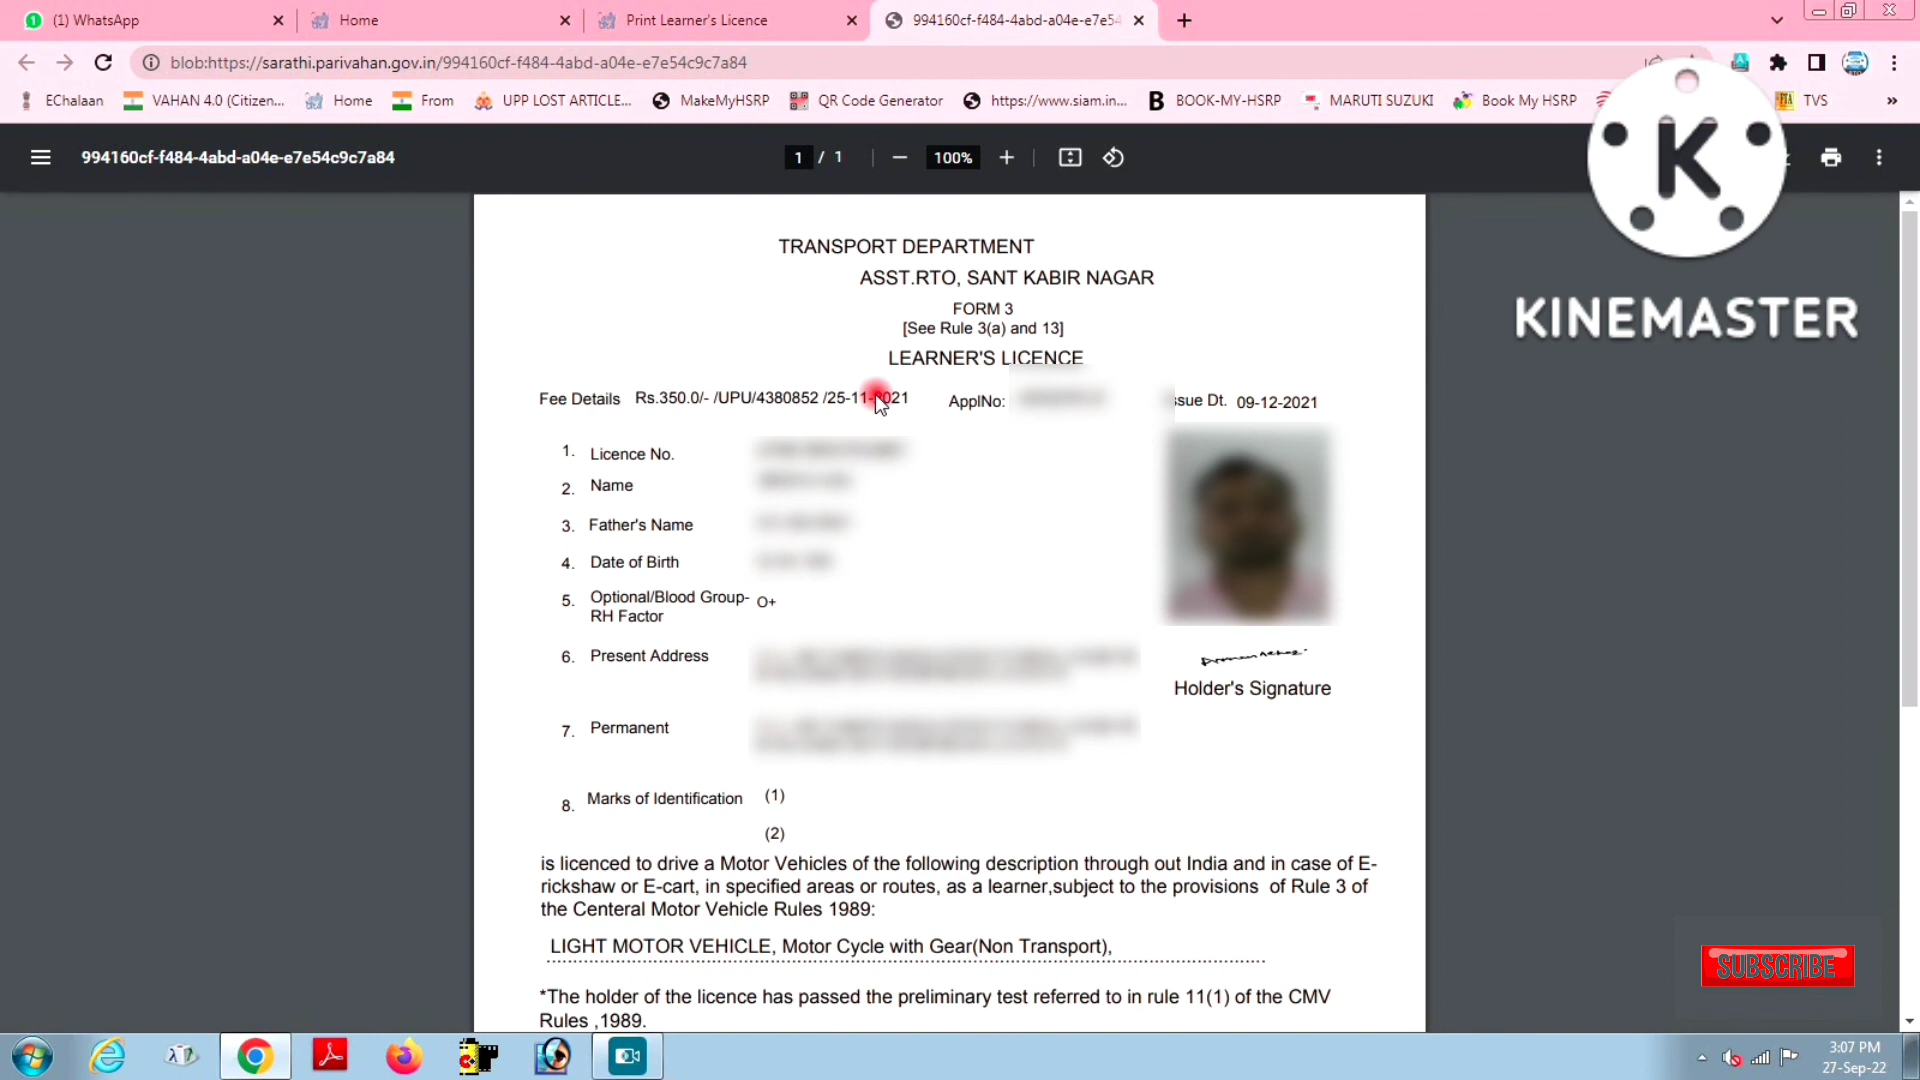 (1) WhatsApp
Home
Print Learner's Licence
994160cf-f484-4abd-a04e-e7e54
blob:https://sarathi.parivahan.gov.in/994160cf-f484-4abd-a04e-e7e54c9c7a84
EChalaan
VAHAN 4.0 (Citizen...
Home
From
UPP LOST ARTICLE...
MakeMyHSRP
QR Code Generator
https://www.siam.in...
B
BOOK-MY-HSRP
MARUTI SUZUKI
Book My HSRP
TVS
994160cf-f484-4abd-a04e-e7e54c9c7a84
1 / 1
100%
K
KINEMASTER
TRANSPORT DEPARTMENT
ASST.RTO, SANT KABIR NAGAR
FORM 3
[See Rule 3(a) and 13]
LEARNER'S LICENCE
Fee Details Rs.350.0/- /UPU/4380852 /25-11-2021 ApplNo: ssue Dt. 09-12-2021
1. Licence No.
2. Name
3. Father's Name
4. Date of Birth
5. Optional/Blood Group-
RH Factor
O+
6. Present Address
Holder's Signature
7. Permanent
8. Marks of Identification (1)
(2)
is licenced to drive a Motor Vehicles of the following description through out India and in case of E-
rickshaw or E-cart, in specified areas or routes, as a learner,subject to the provisions of Rule 3 of
the Centeral Motor Vehicle Rules 1989:
LIGHT MOTOR VEHICLE, Motor Cycle with Gear(Non Transport),
*The holder of the licence has passed the preliminary test referred to in rule 11(1) of the CMV
Rules ,1989.
SUBSCRIBE
3:07 PM
27-Sep-22